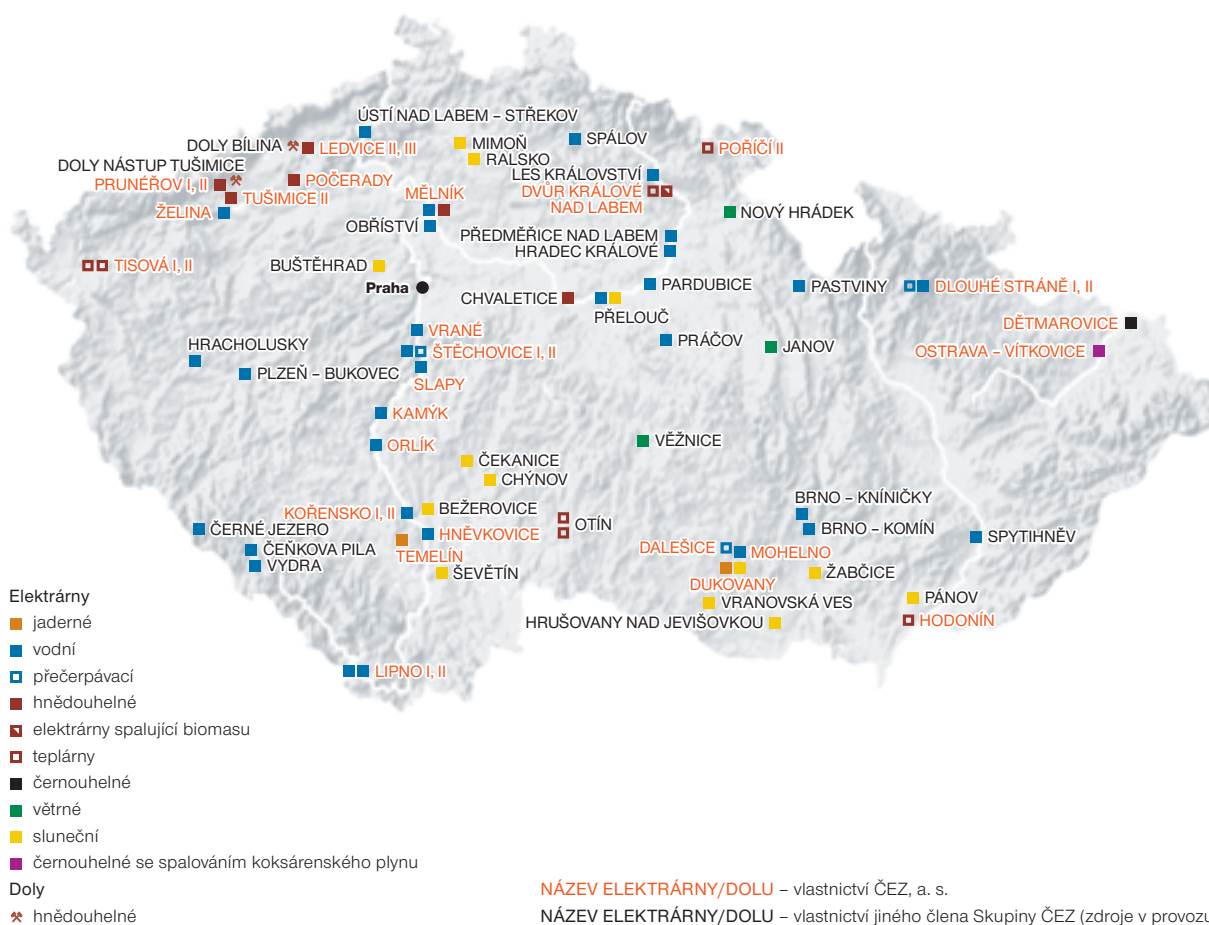 ÚSTÍ NAD LABEM – STŘEKOV
DOLY BÍLINA
LEDVICE II, III
MIMOŇ
RALSKO
SPÁLOV
POŘÍČÍ II
DOLY NÁSTUP TUŠIMICE
PRUNÉŘOV I, II
POČERADY
TUŠIMICE II
ŽELINA
MĚLNÍK
OBŘÍSTVÍ
LES KRÁLOVSTVÍ
DVŮR KRÁLOVÉ
NAD LABEM
NOVÝ HRÁDEK
PŘEDMĚŘICE NAD LABEM
HRADEC KRÁLOVÉ
TISOVÁ I, II
BUŠTĚHRAD
Praha
CHVALETICE
PŘELOUČ
PARDUBICE
PASTVINY
DLOUHÉ STRÁNĚ I, II
DĚTMAROVICE
OSTRAVA – VÍTKOVICE
VRANÉ
ŠTĚCHOVICE I, II
SLAPY
PRÁČOV
JANOV
HRACHOLUSKY
PLZEŇ – BUKOVEC
KAMÝK
ORLÍK
VĚŽNICE
ČEKANICE
CHÝNOV
KOŘENSKO I, II
BEŽEROVICE
HNĚVKOVICE
TEMELÍN
ŠEVĚTÍN
OTÍN
BRNO – KNÍNIČKY
BRNO – KOMÍN
SPYTIHNĚV
ČERNÉ JEZERO
ČEŇKOVA PILA
VYDRA
DALEŠICE
MOHELNO
DUKOVANY
ŽABČICE
VRANOVSKÁ VES
HRUŠOVANY NAD JEVIŠOVKOU
PÁNOV
HODONÍN
LIPNO I, II
Elektrárny
jaderné
vodní
přečerpávací
hnědouhelné
elektrárny spalující biomasu
teplárny
černouhelné
větrné
sluneční
černouhelné se spalováním koksárenského plynu
Doly
hnědouhelné
NÁZEV ELEKTRÁRNY/DOLU – vlastnictví ČEZ, a. s.
NÁZEV ELEKTRÁRNY/DOLU – vlastnictví jiného člena Skupiny ČEZ (zdroje v provozu